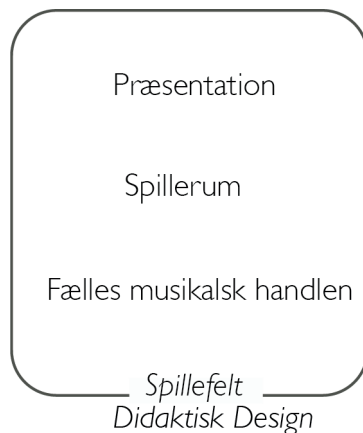 Præsentation
Spillerum
Fælles musikalsk handlen
Spillefelt
Didaktisk Design